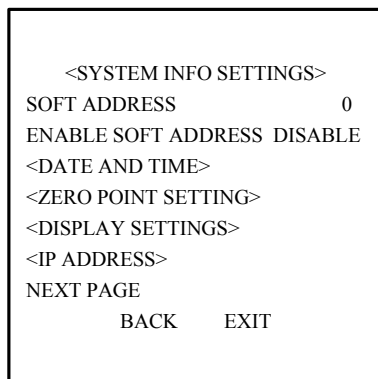 <SYSTEM INFO SETTINGS>
SOFT ADDRESS 0
ENABLE SOFT ADDRESS DISABLE
<DATE AND TIME>
<ZERO POINT SETTING>
<DISPLAY SETTINGS>
<IP ADDRESS>
NEXT PAGE
BACK EXIT